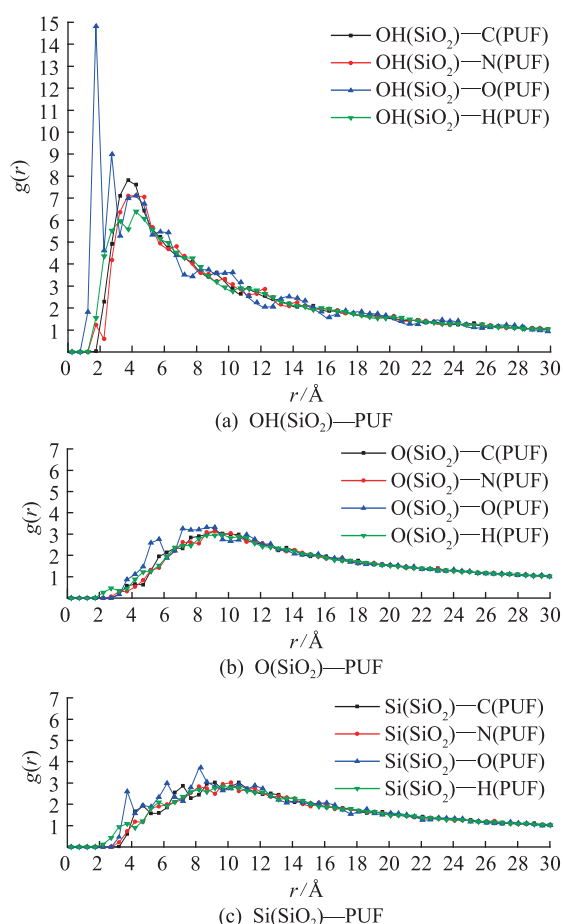 15
14
13
12
11
10
9
8
7
6
5
4
3
2
1
g(r)
OH(SiO₂)—C(PUF)
OH(SiO₂)—N(PUF)
OH(SiO₂)—O(PUF)
OH(SiO₂)—H(PUF)
0 2 4 6 8 10 12 14 16 18 20 22 24 26 28 30
r/Å
(a) OH(SiO₂)—PUF
7
6
5
4
3
2
1
g(r)
O(SiO₂)—C(PUF)
O(SiO₂)—N(PUF)
O(SiO₂)—O(PUF)
O(SiO₂)—H(PUF)
0 2 4 6 8 10 12 14 16 18 20 22 24 26 28 30
r/Å
(b) O(SiO₂)—PUF
7
6
5
4
3
2
1
g(r)
Si(SiO₂)—C(PUF)
Si(SiO₂)—N(PUF)
Si(SiO₂)—O(PUF)
Si(SiO₂)—H(PUF)
0 2 4 6 8 10 12 14 16 18 20 22 24 26 28 30
r/Å
(c) Si(SiO₂)—PUF